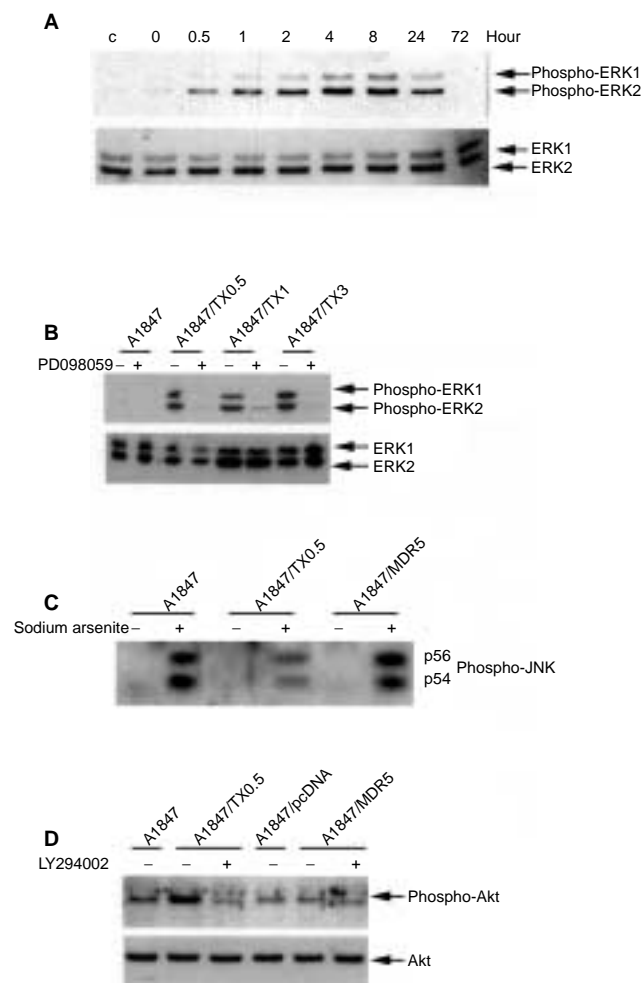 A
c 0 0.5 1 2 4 8 24 72 Hour
Phospho-ERK1
Phospho-ERK2
ERK1
ERK2
B
A1847 A1847/TX0.5 A1847/TX1 A1847/TX3
PD098059 – + – + – + – +
Phospho-ERK1
Phospho-ERK2
ERK1
ERK2
C
A1847 A1847/TX0.5 A1847/MDR5
Sodium arsenite – + – + – +
p56
Phospho-JNK
p54
D
A1847 A1847/TX0.5 A1847/pcDNA A1847/MDR5
LY294002 – – + – – +
Phospho-Akt
Akt